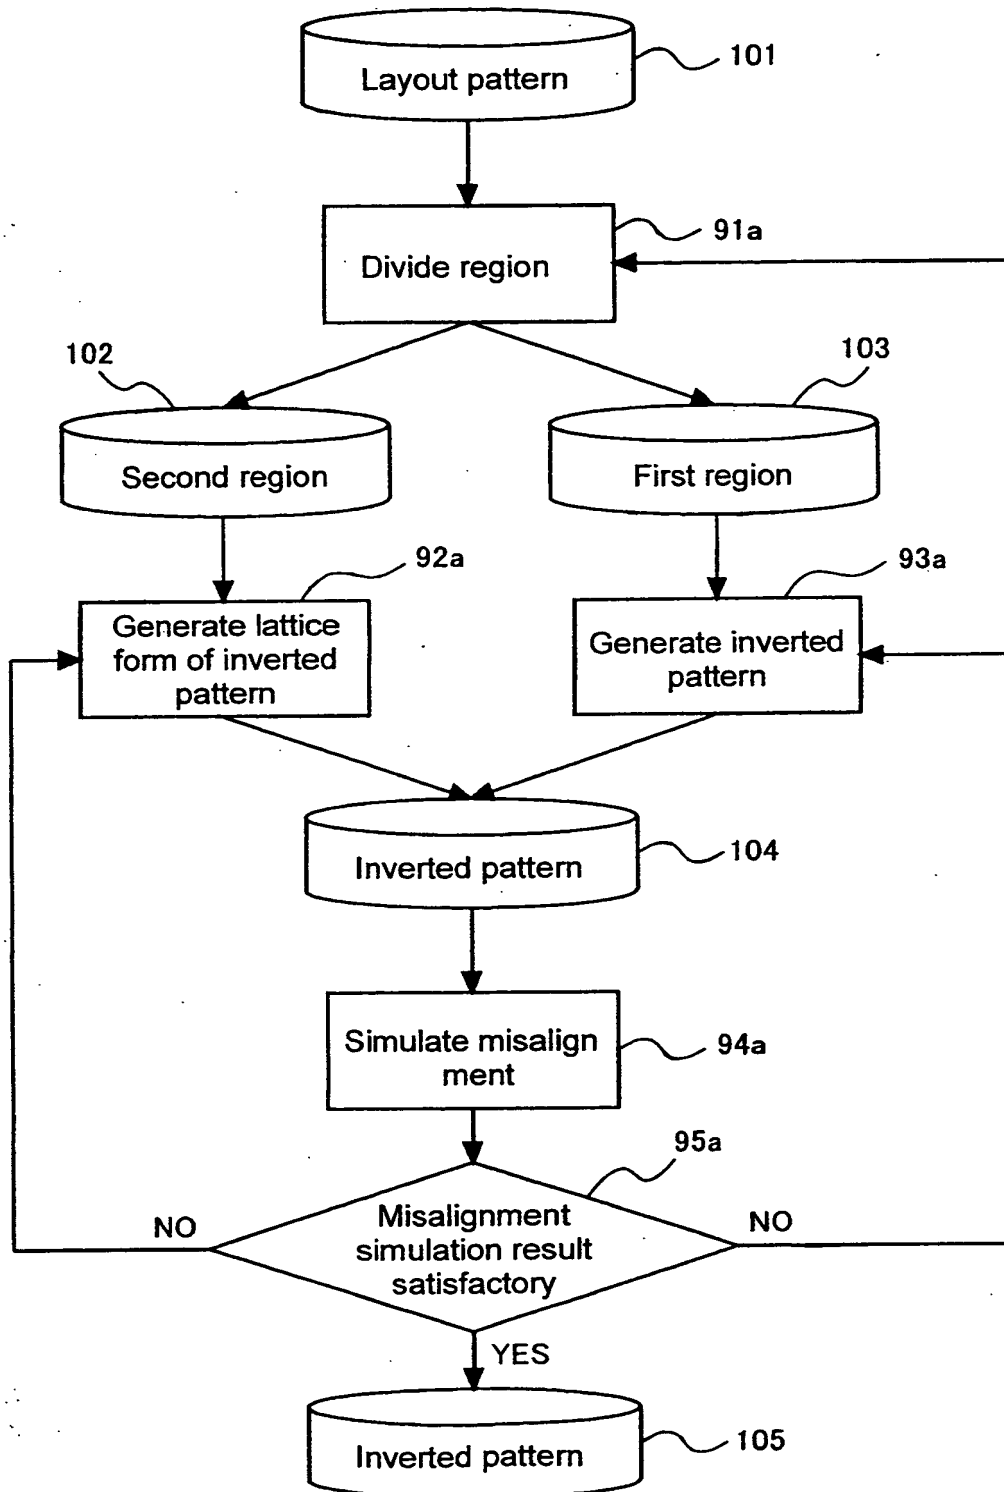 101
Layout pattern
91a
Divide region
102
103
Second region
First region
92a
93a
Generate lattice
form of inverted
pattern
Generate inverted
pattern
Inverted pattern
104
Simulate misalign
ment
94a
95a
NO
Misalignment
simulation result
satisfactory
NO
YES
Inverted pattern
105